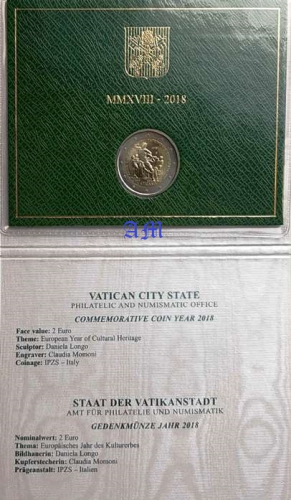 MMXVIII - 2018
AM
VATICAN CITY STATE
PHILATELIC AND NUMISMATIC OFFICE
COMMEMORATIVE COIN YEAR 2018
Face value: 2 Euro
Theme: European Year of Cultural Heritage
Sculptor: Daniela Longo
Engraver: Claudia Momoni
Coinage: IPZS – Italy
STAAT DER VATIKANSTADT
AMT FÜR PHILATELIE UND NUMISMATIK
GEDENKMÜNZE JAHR 2018
Nominalwert: 2 Euro
Thema: Europäisches Jahr des Kulturerbes
Bildhauerin: Daniela Longo
Kupferstecherin: Claudia Momoni
Prägeanstalt: IPZS – Italien